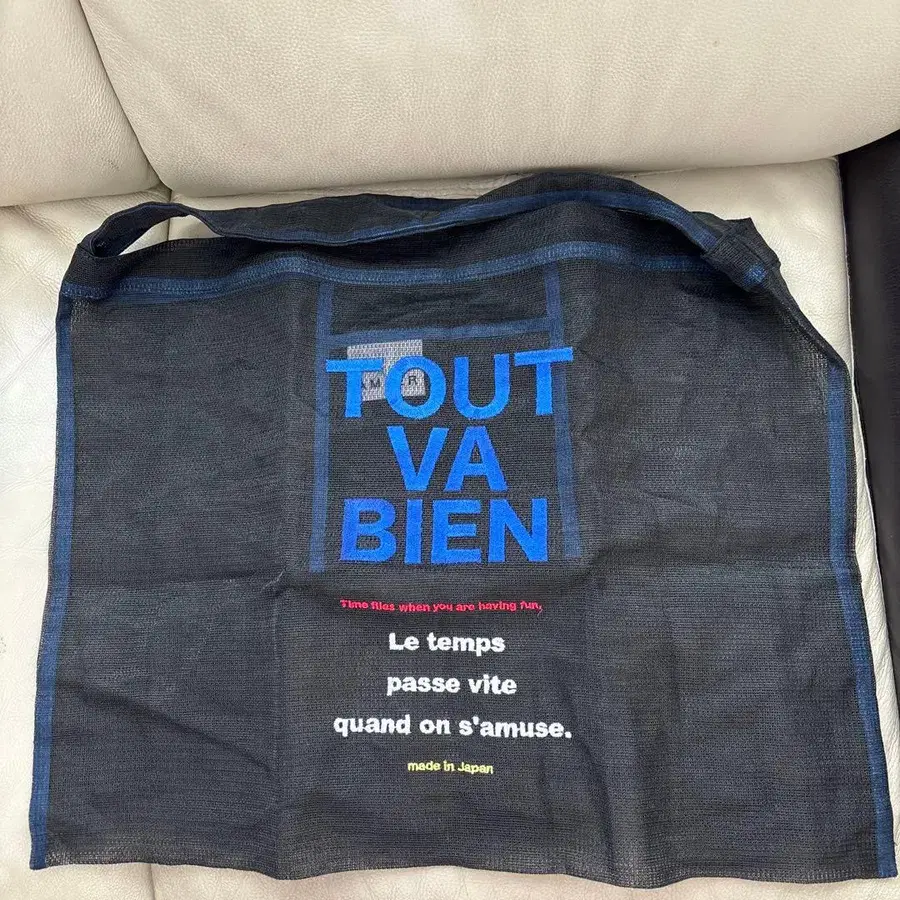 TOUT
VA
BIEN
Time flies when you are having fun,
Le temps
passe vite
quand on s'amuse.
made in Japan